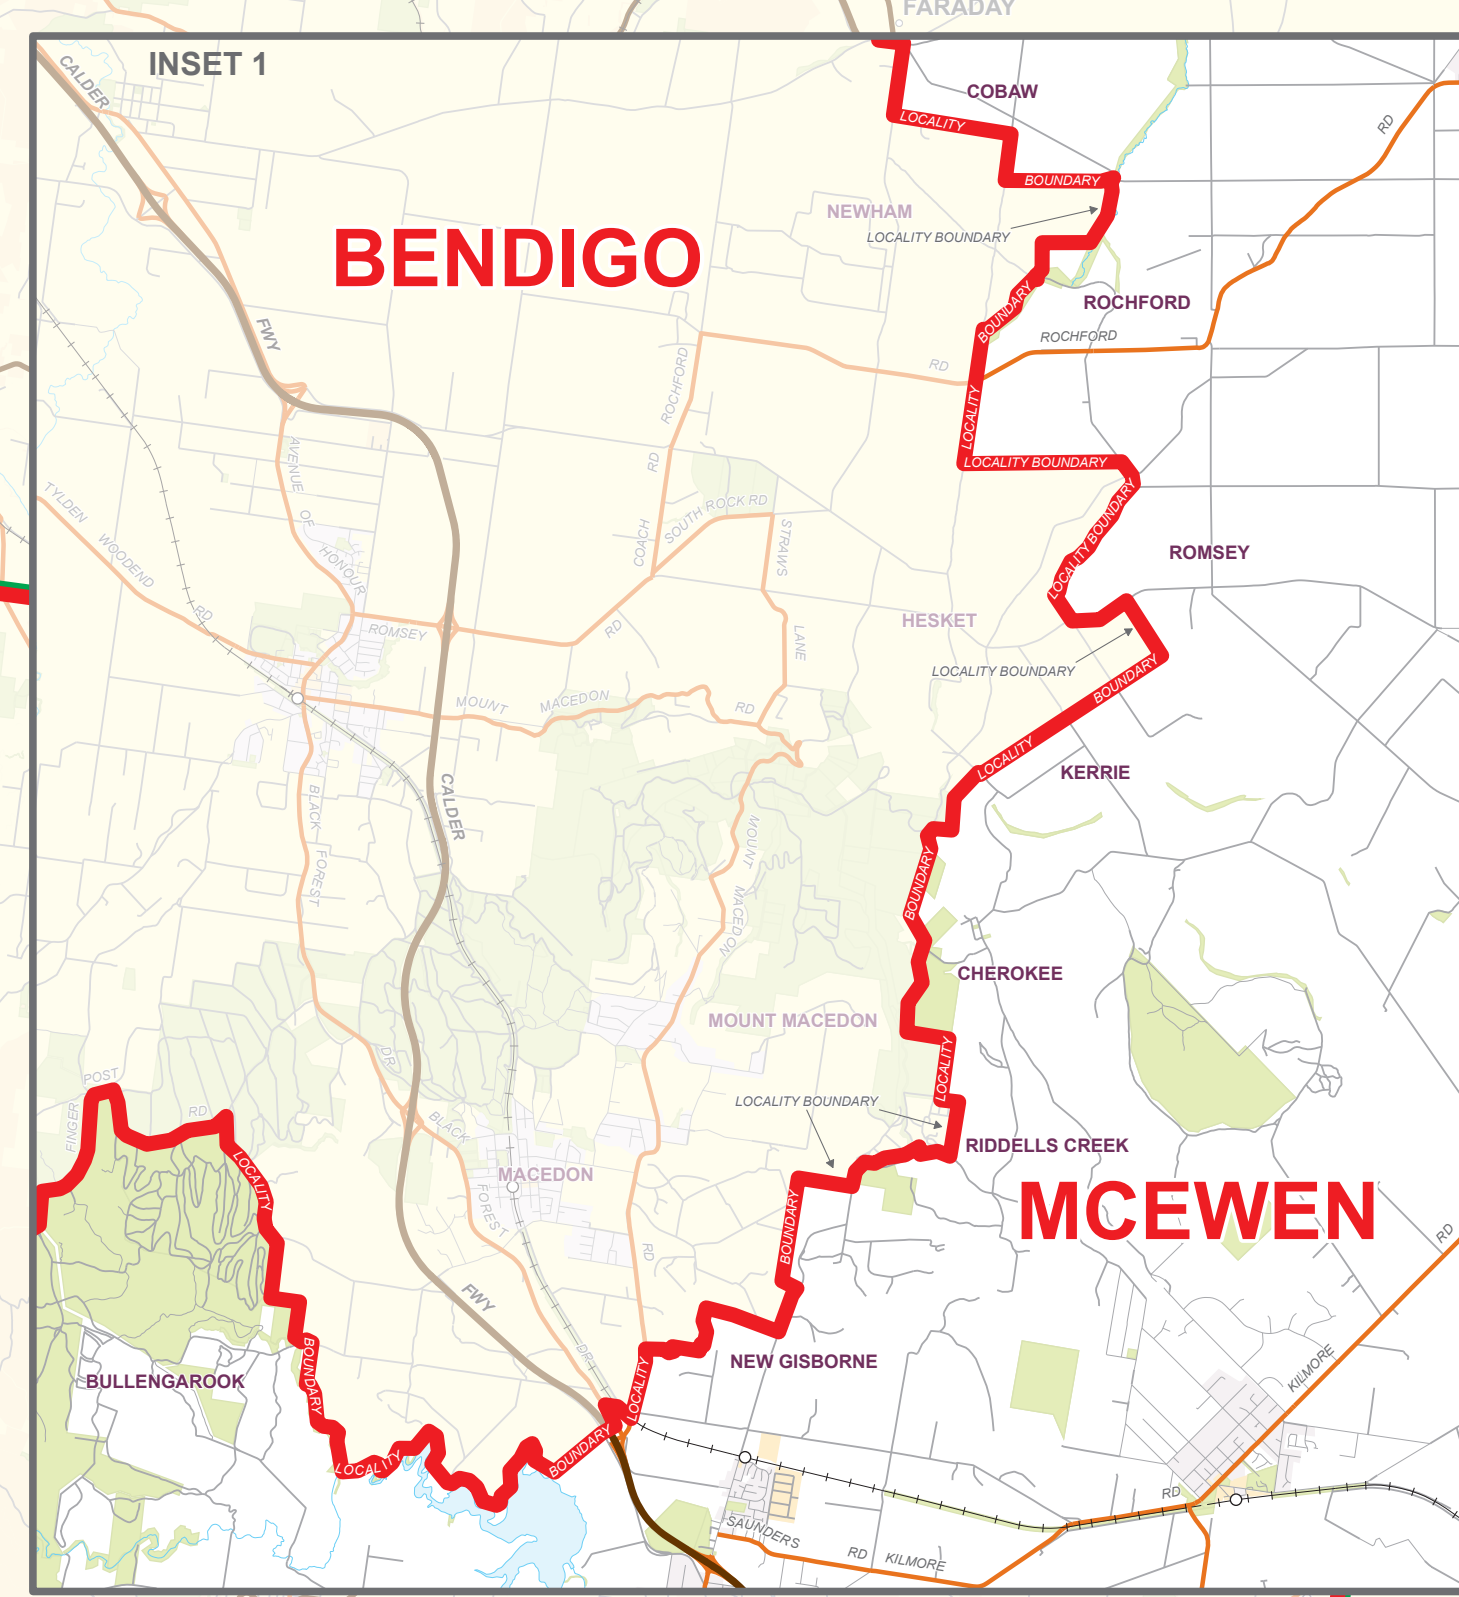 FARADAY
INSET 1
CALDER
COBAW
LOCALITY
RD
BOUNDARY
NEWHAM
LOCALITY BOUNDARY
BENDIGO
ROCHFORD
BOUNDARY
FWY
ROCHFORD
ROCHFORD
RD
LOCALITY
AVENUE OF HONOUR
RD
LOCALITY BOUNDARY
TYLDEN
WOODEND
RD
COACH
SOUTH ROCK RD
STRAWS
LANE
LOCALITY BOUNDARY
ROMSEY
ROMSEY
RD
HESKET
LOCALITY BOUNDARY
BOUNDARY
MOUNT
MACEDON
RD
LOCALITY
KERRIE
CALDER
BLACK
FOREST
DR
MOUNT
MACEDON
BOUNDARY
CHEROKEE
MOUNT MACEDON
LOCALITY
POST
FINGER
RD
LOCALITY BOUNDARY
BLACK
FOREST
DR
RIDDELLS CREEK
MACEDON
LOCALITY
MCEWEN
BOUNDARY
RD
RD
FWY
BOUNDARY
NEW GISBORNE
BULLENGAROOK
LOCALITY
KILMORE
BOUNDARY
LOCALITY
RD
SAUNDERS
RD
KILMORE